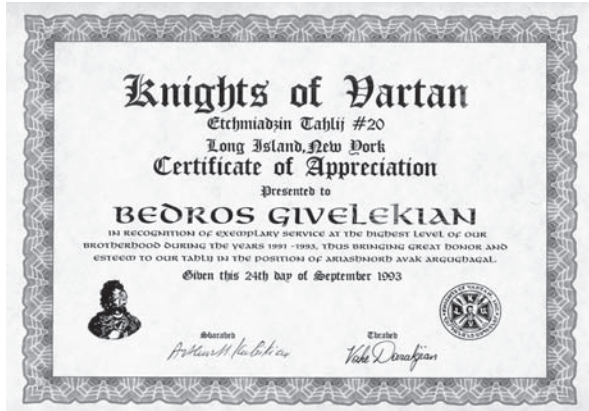 Knights of Vartan
Etchmiadzin Tahlij #20
Long Island, New York
Certificate of Appreciation
Presented to
BEDROS GIVELEKIAN
IN RECOGNITION OF EXEMPLARY SERVICE AT THE HIGHEST LEVEL OF OUR
BROTHERHOOD DURING THE YEARS 1991 -1993, THUS BRINGING GREAT HONOR AND
ESTEEM TO OUR TAHLIJ IN THE POSITION OF ARIASHNORH AVAK ARGUGHAGAL.
Given this 24th day of September 1993
Sbarabed Tbrabed
Vahe